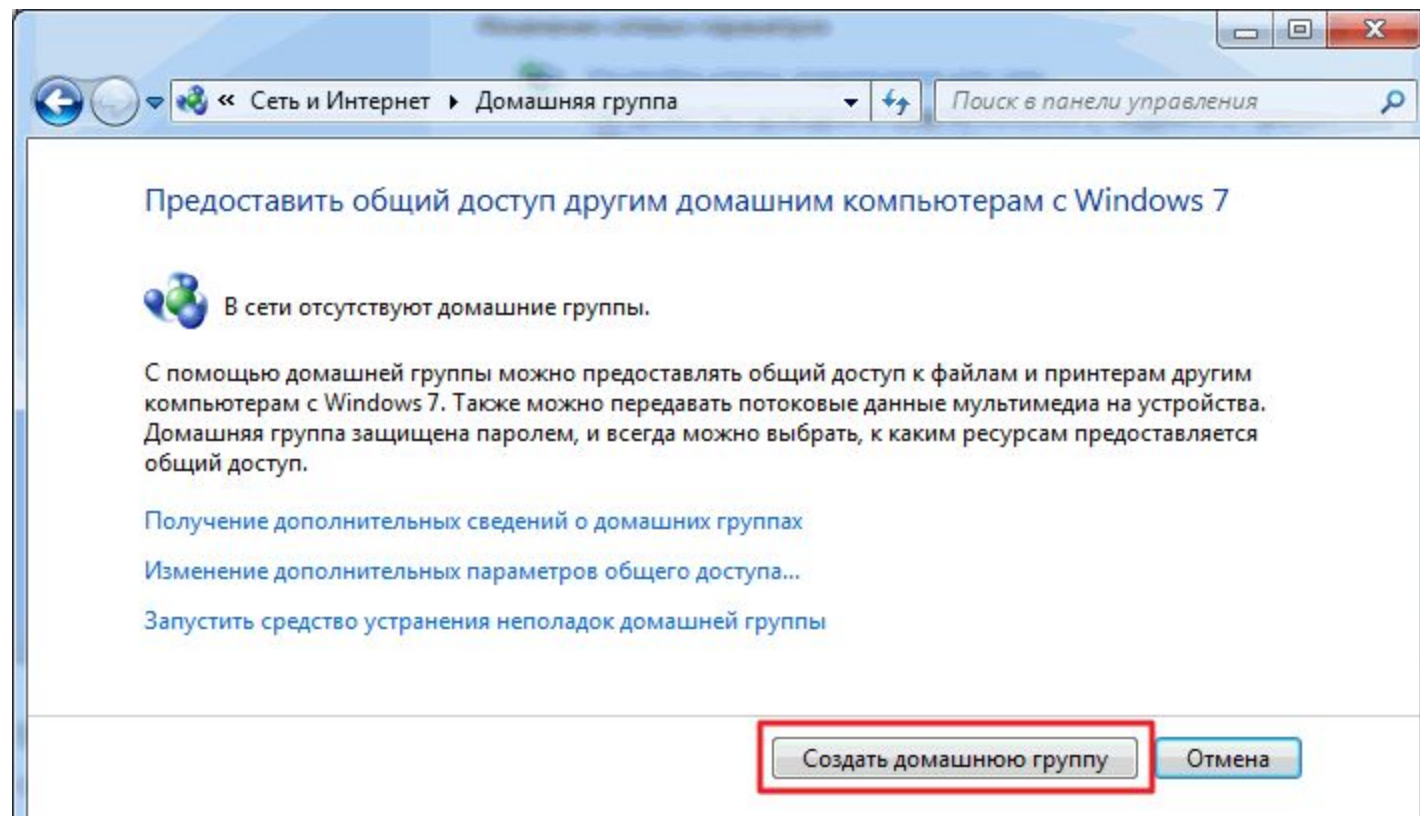 « Сеть и Интернет ▸ Домашняя группа
Поиск в панели управления
Предоставить общий доступ другим домашним компьютерам с Windows 7
В сети отсутствуют домашние группы.
С помощью домашней группы можно предоставлять общий доступ к файлам и принтерам другим
компьютерам с Windows 7. Также можно передавать потоковые данные мультимедиа на устройства.
Домашняя группа защищена паролем, и всегда можно выбрать, к каким ресурсам предоставляется
общий доступ.
Получение дополнительных сведений о домашних группах
Изменение дополнительных параметров общего доступа...
Запустить средство устранения неполадок домашней группы
Создать домашнюю группу
Отмена